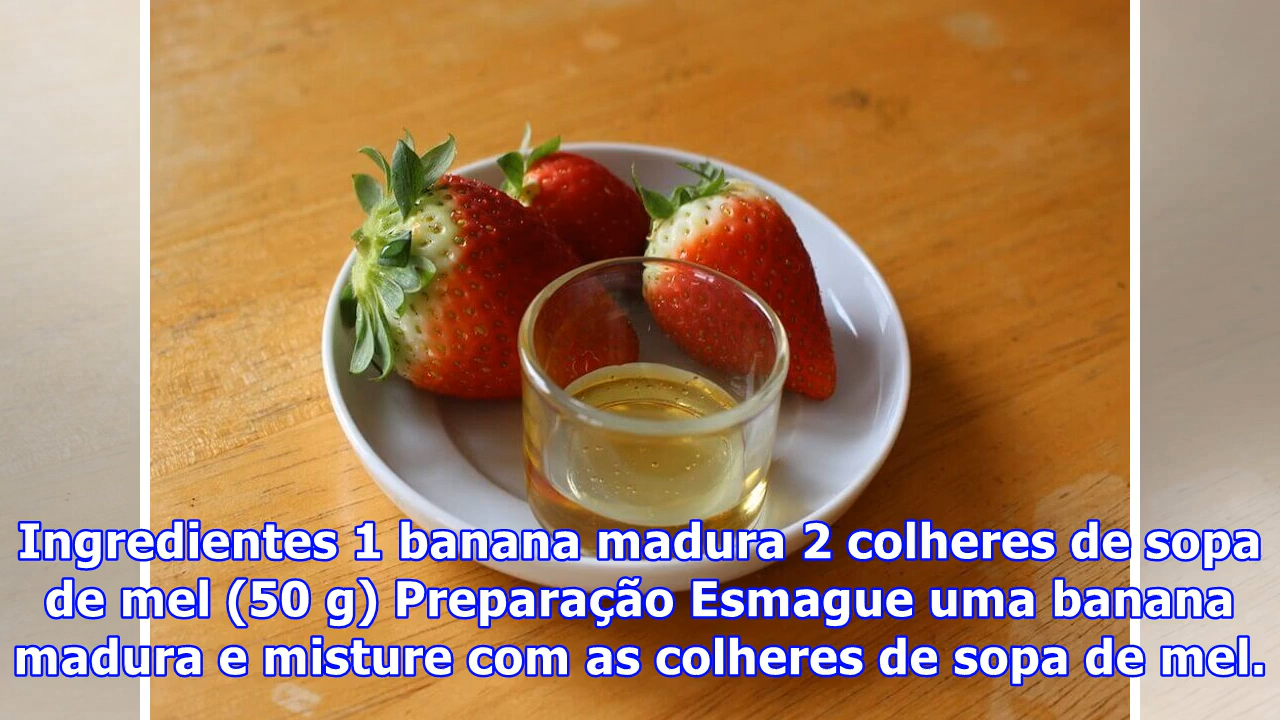 Ingredientes 1 banana madura 2 colheres de sopa
de mel (50 g) Preparação Esmague uma banana
madura e misture com as colheres de sopa de mel.